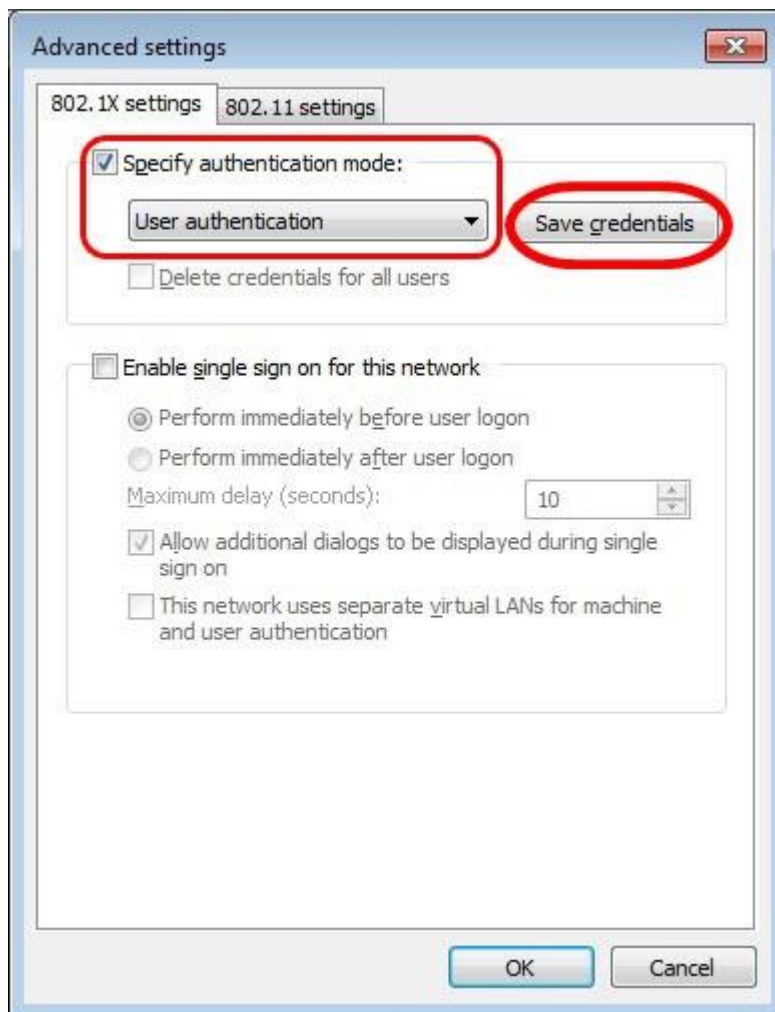 Advanced settings
802.1X settings
802.11 settings
Specify authentication mode:
User authentication
Save credentials
Delete credentials for all users
Enable single sign on for this network
Perform immediately before user logon
Perform immediately after user logon
Maximum delay (seconds):
10
Allow additional dialogs to be displayed during single
sign on
This network uses separate virtual LANs for machine
and user authentication
OK
Cancel